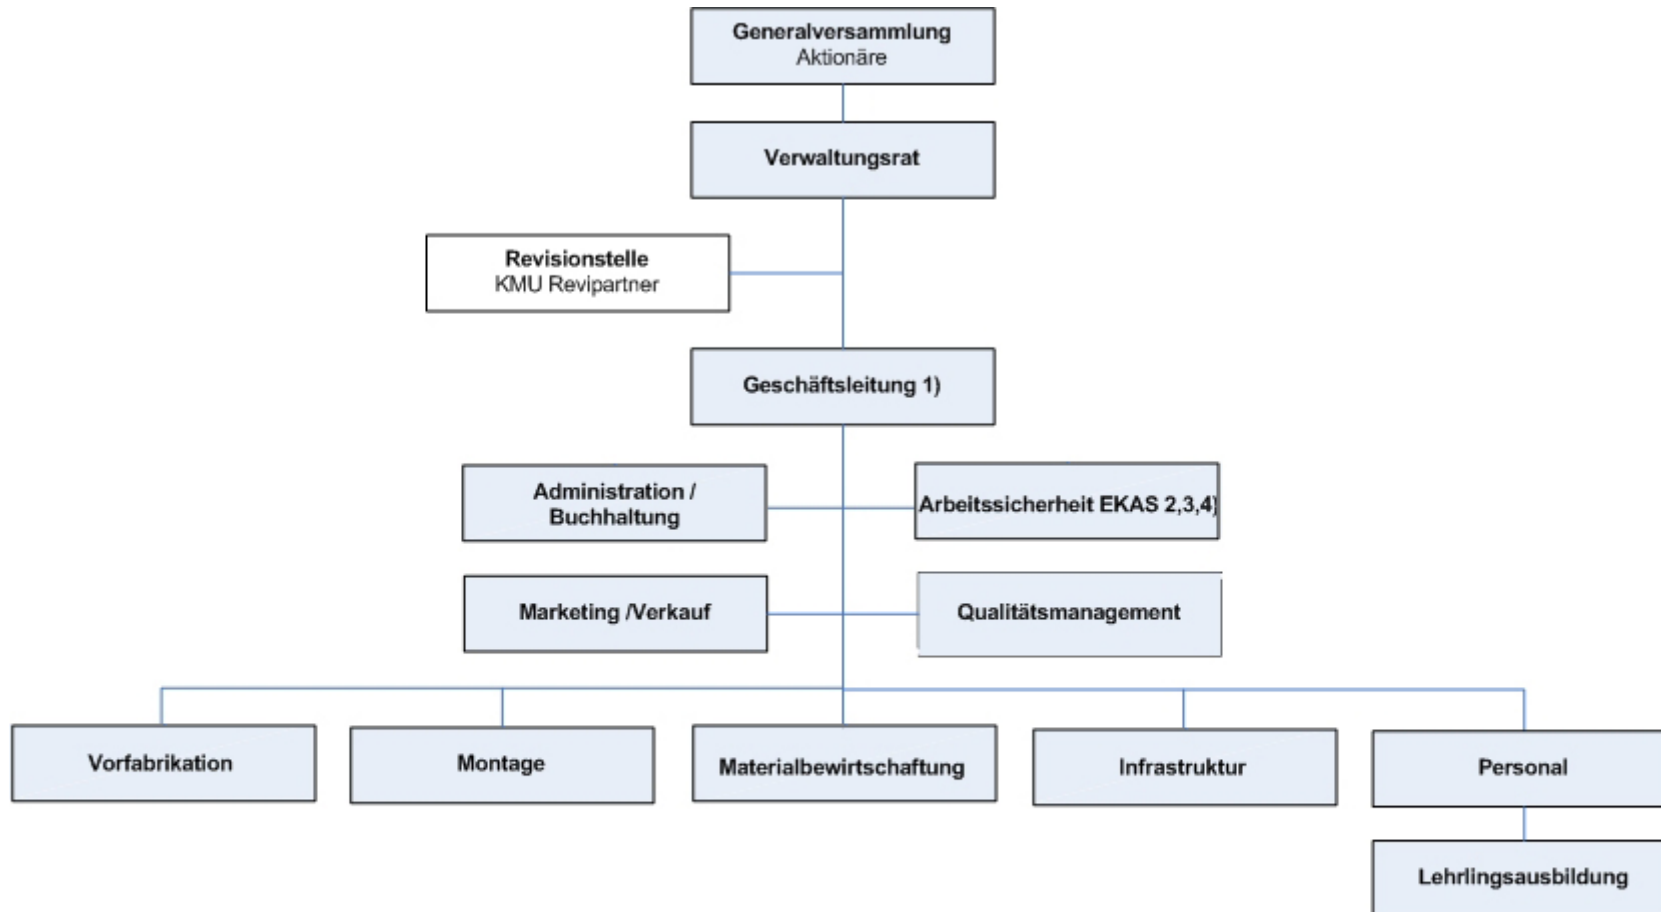 Generalversammlung
Aktionäre
Verwaltungsrat
Revisionstelle
KMU Revipartner
Geschäftsleitung 1)
Administration /
Buchhaltung
Arbeitssicherheit EKAS 2,3,4)
Marketing /Verkauf
Qualitätsmanagement
Vorfabrikation
Montage
Materialbewirtschaftung
Infrastruktur
Personal
Lehrlingsausbildung